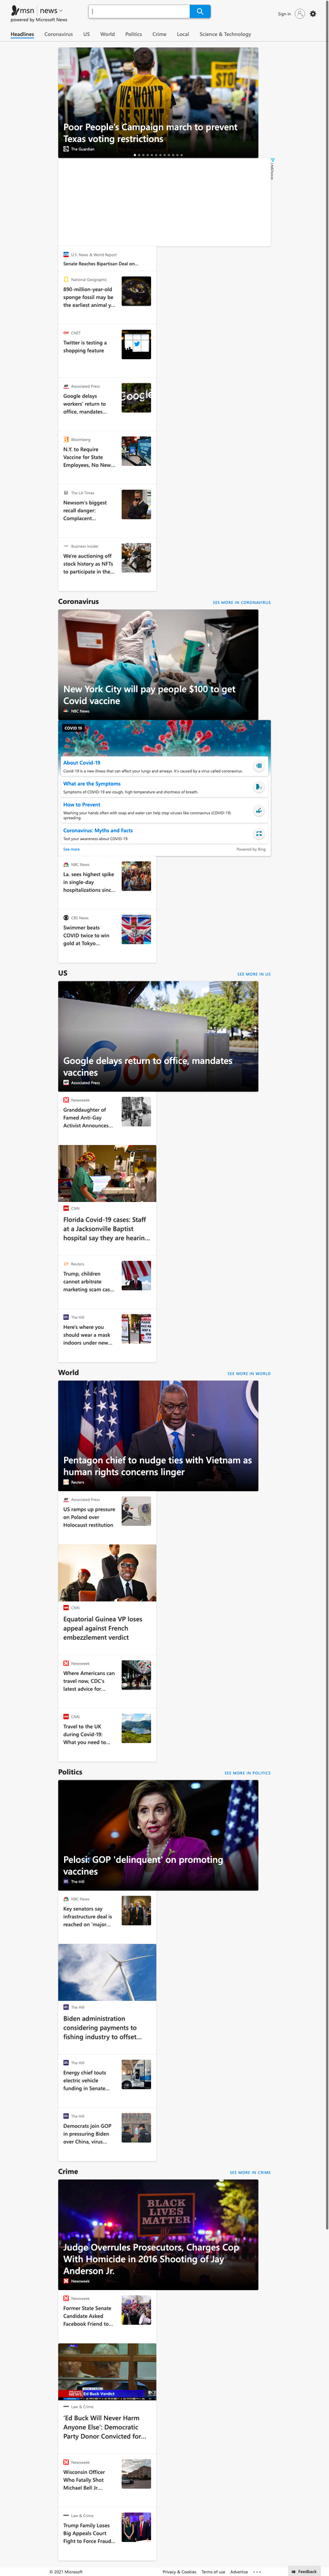 msn | news
powered by Microsoft News
Sign in
Headlines Coronavirus US World Politics Crime Local Science & Technology
WE WON'T BE SILENT
STOP
Poor People's Campaign march to prevent
Texas voting restrictions
The Guardian
U.S. News & World Report
Senate Reaches Bipartisan Deal on...
National Geographic
890-million-year-old
sponge fossil may be
the earliest animal y...
CNET
Twitter is testing a
shopping feature
Associated Press
Google delays
workers' return to
office, mandates...
Bloomberg
N.Y. to Require
Vaccine for State
Employees, No New...
The LA Times
Newsom's biggest
recall danger:
Complacent...
Business Insider
We're auctioning off
stock history as NFTs
to participate in the...
Coronavirus
SEE MORE IN CORONAVIRUS
New York City will pay people $100 to get
Covid vaccine
NBC News
COVID 19
About Covid-19
Covid-19 is a new illness that can affect your lungs and airways. It's caused by a virus called coronavirus.
What are the Symptoms
Symptoms of COVID-19 are cough, high temperature and shortness of breath.
How to Prevent
Washing your hands often with soap and water can help stop viruses like coronavirus (COVID-19)
spreading.
Coronavirus: Myths and Facts
Test your awareness about COVID-19
See more
Powered by Bing
NBC News
La. sees highest spike
in single-day
hospitalizations sinc...
CBS News
Swimmer beats
COVID twice to win
gold at Tokyo...
US
SEE MORE IN US
Google delays return to office, mandates
vaccines
Associated Press
Newsweek
Granddaughter of
Famed Anti-Gay
Activist Announces...
CNN
Florida Covid-19 cases: Staff
at a Jacksonville Baptist
hospital say they are hearin...
Reuters
Trump, children
cannot arbitrate
marketing scam cas...
The Hill
Here's where you
should wear a mask
indoors under new...
World
SEE MORE IN WORLD
Pentagon chief to nudge ties with Vietnam as
human rights concerns linger
Reuters
Associated Press
US ramps up pressure
on Poland over
Holocaust restitution
CNN
Equatorial Guinea VP loses
appeal against French
embezzlement verdict
Newsweek
Where Americans can
travel now, CDC's
latest advice for...
CNN
Travel to the UK
during Covid-19:
What you need to...
Politics
SEE MORE IN POLITICS
Pelosi: GOP 'delinquent' on promoting
vaccines
The Hill
NBC News
Key senators say
infrastructure deal is
reached on 'major...
The Hill
Biden administration
considering payments to
fishing industry to offset...
The Hill
Energy chief touts
electric vehicle
funding in Senate...
The Hill
Democrats join GOP
in pressuring Biden
over China, virus...
Crime
SEE MORE IN CRIME
BLACK
LIVES
MATTER
Judge Overrules Prosecutors, Charges Cop
With Homicide in 2016 Shooting of Jay
Anderson Jr.
Newsweek
Newsweek
Former State Senate
Candidate Asked
Facebook Friend to...
Ed Buck Verdict
Law & Crime
'Ed Buck Will Never Harm
Anyone Else': Democratic
Party Donor Convicted for...
Newsweek
Wisconsin Officer
Who Fatally Shot
Michael Bell Jr....
Law & Crime
Trump Family Loses
Big Appeals Court
Fight to Force Fraud...
© 2021 Microsoft
Privacy & Cookies Terms of use Advertise
Feedback